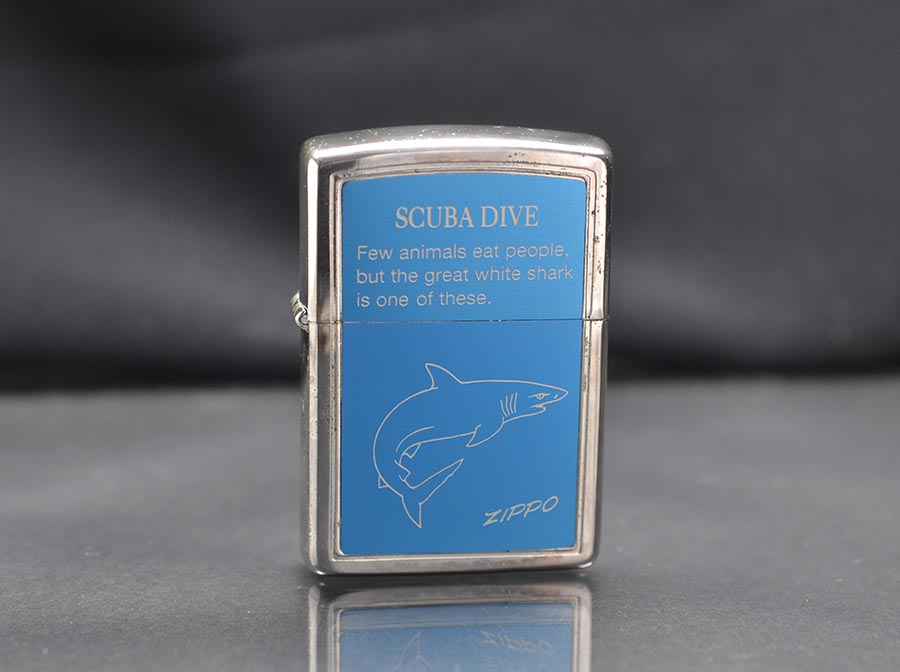 SCUBA DIVE
Few animals eat people,
but the great white shark
is one of these.
ZIPPO